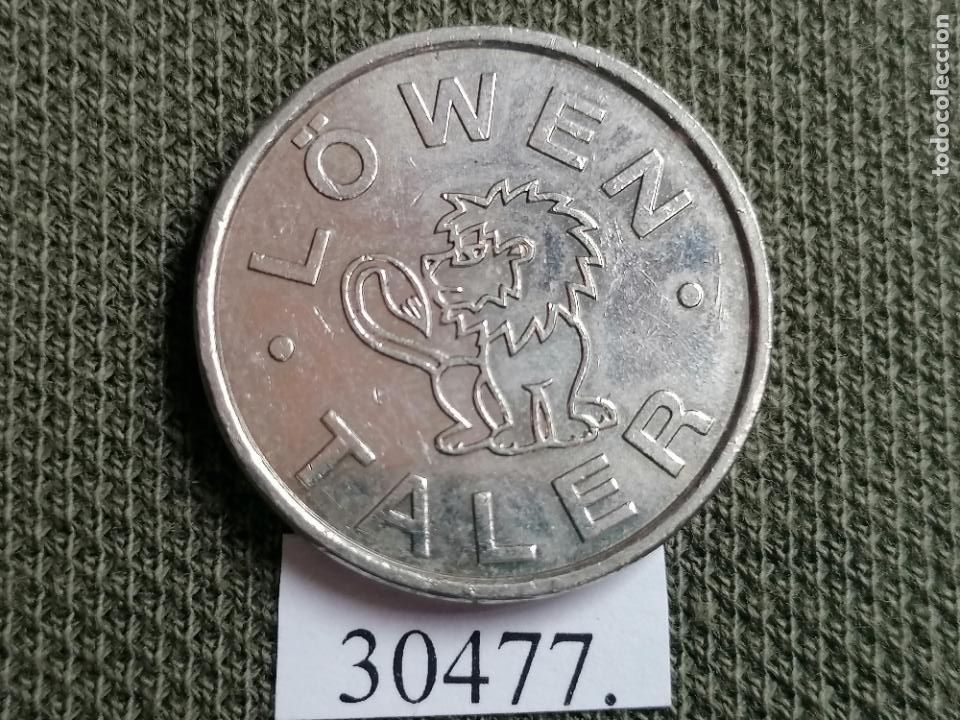 LÖWEN
TALER
30477.
todocoleccion